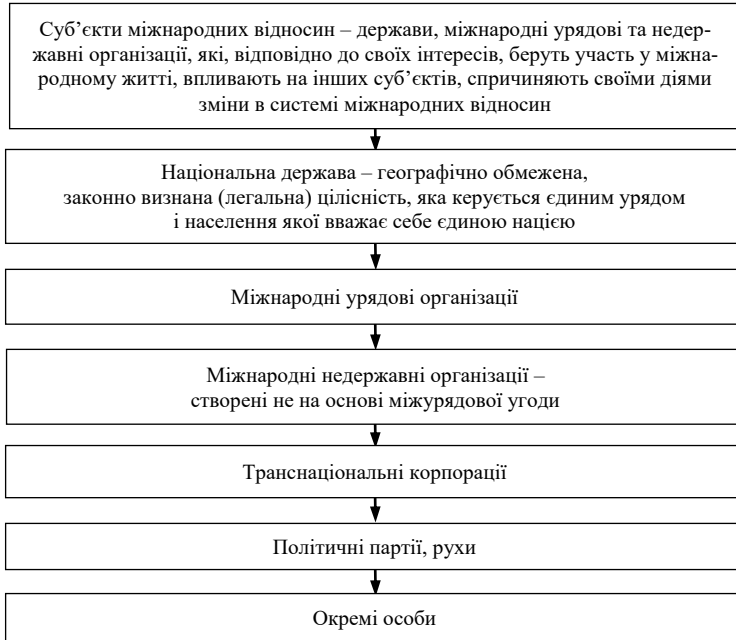 Суб’єкти міжнародних відносин – держави, міжнародні урядові та недер-
жавні організації, які, відповідно до своїх інтересів, беруть участь у міжна-
родному житті, впливають на інших суб’єктів, спричиняють своїми діями
зміни в системі міжнародних відносин
Національна держава – географічно обмежена,
законно визнана (легальна) цілісність, яка керується єдиним урядом
і населення якої вважає себе єдиною нацією
Міжнародні урядові організації
Міжнародні недержавні організації –
створені не на основі міжурядової угоди
Транснаціональні корпорації
Політичні партії, рухи
Окремі особи